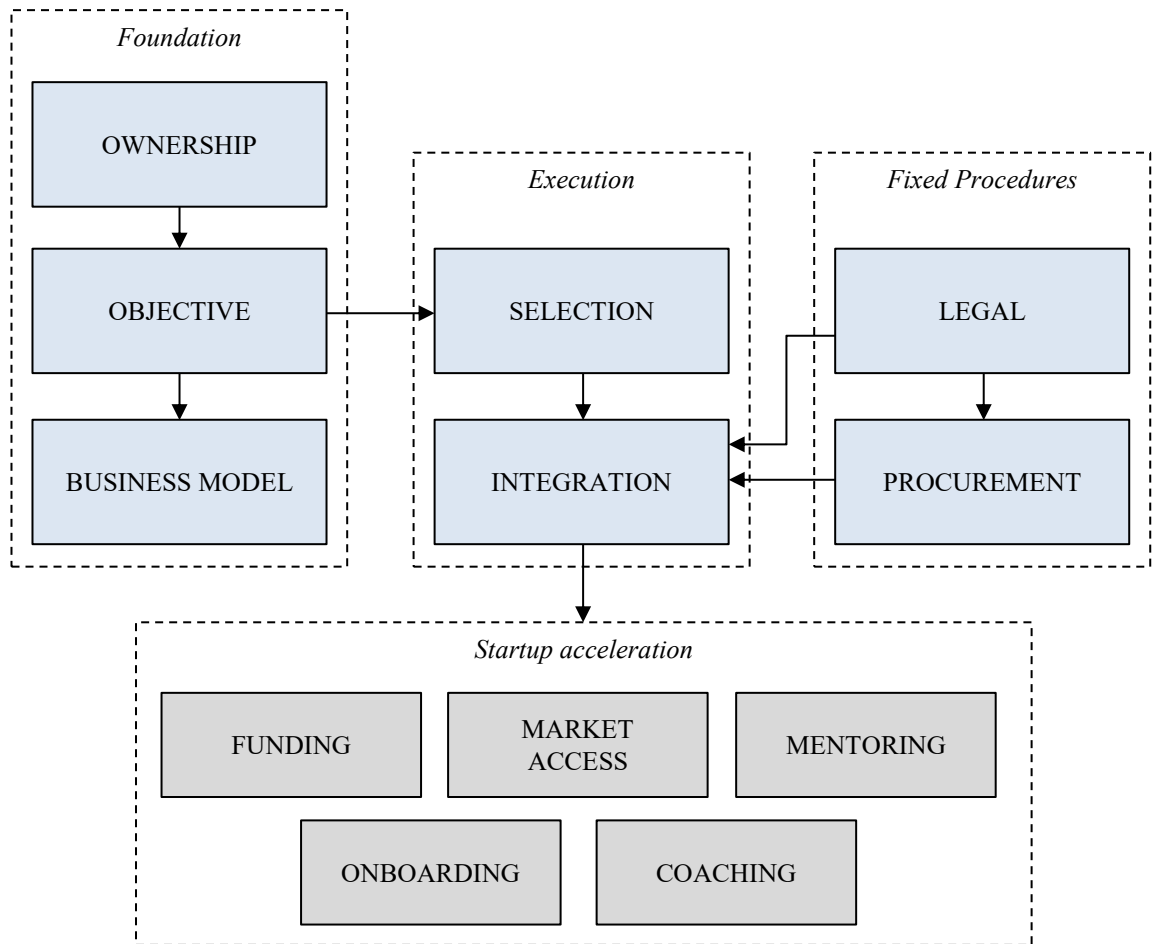 Foundation
OWNERSHIP
OBJECTIVE
BUSINESS MODEL
Execution
SELECTION
INTEGRATION
Fixed Procedures
LEGAL
PROCUREMENT
Startup acceleration
FUNDING
MARKET
ACCESS
MENTORING
ONBOARDING
COACHING